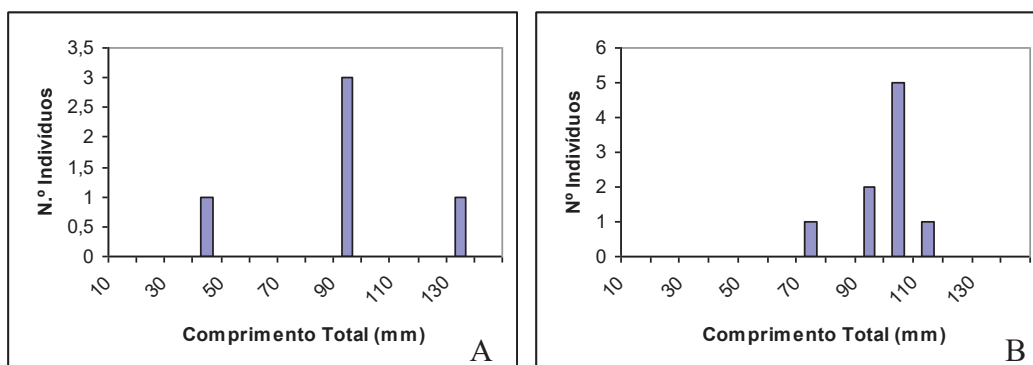 3,5
3
2,5
2
1,5
1
0,5
0
N.º Indivíduos
10 30 50 70 90 110 130
Comprimento Total (mm)
A
6
5
4
3
2
1
0
Nº Indivíduos
10 30 50 70 90 110 130
Comprimento Total (mm)
B